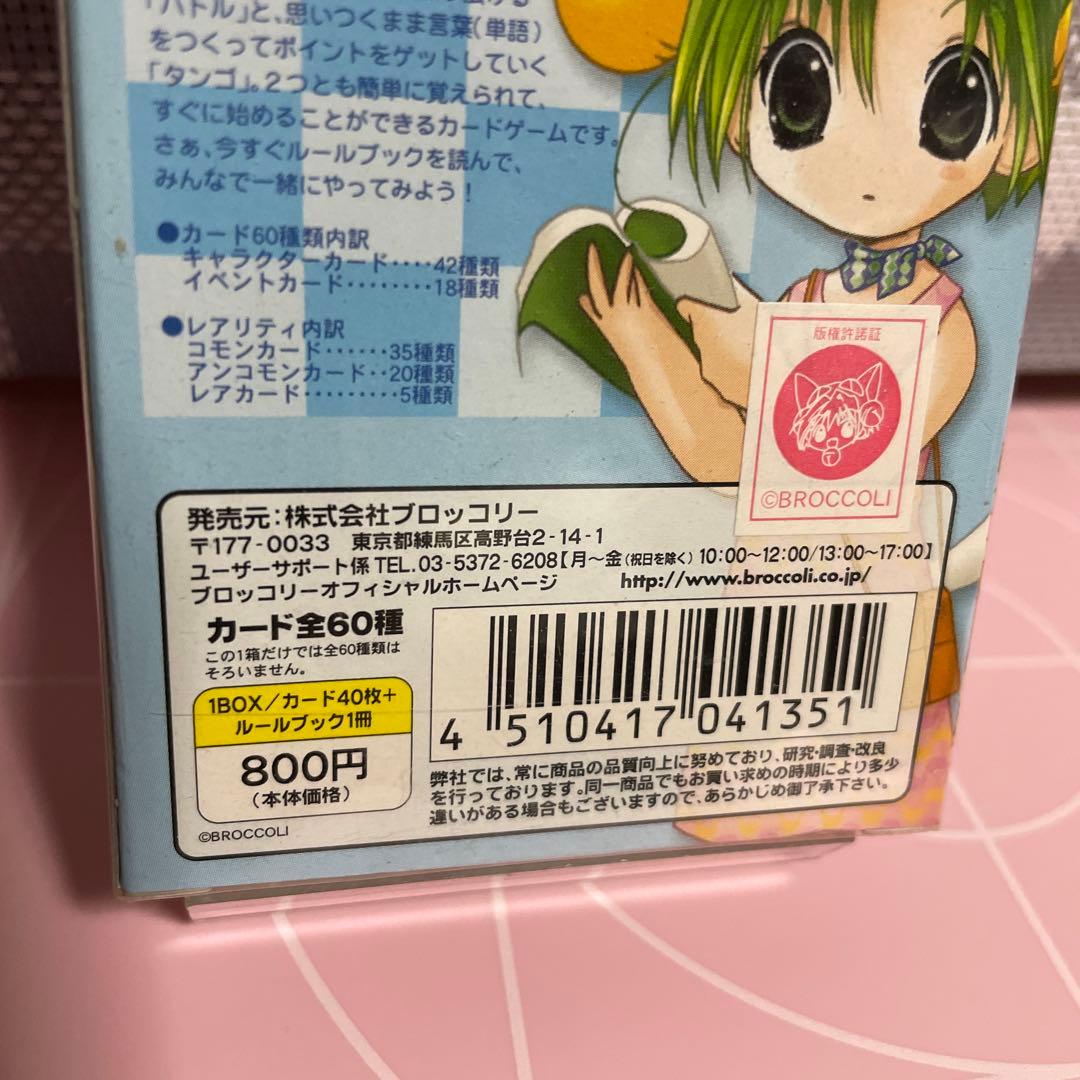 「バトル」と、思いつくまま言葉(単語)
をつくってポイントをゲットしていく
「タンゴ」。2つとも簡単に覚えられて、
すぐに始めることができるカードゲームです。
さぁ、今すぐルールブックを読んで、
みんなで一緒にやってみよう!
●カード60種類内訳
キャラクターカード‥‥42種類
イベントカード‥‥‥‥18種類
●レアリティ内訳
コモンカード‥‥‥35種類
アンコモンカード‥20種類
レアカード‥‥‥‥‥5種類
版権許諾証
©BROCCOLI
発売元:株式会社ブロッコリー
〒177-0033 東京都練馬区高野台2-14-1
ユーザーサポート係 TEL.03-5372-6208【月〜金(祝日を除く)10:00〜12:00/13:00〜17:00】
ブロッコリーオフィシャルホームページ http://www.broccoli.co.jp/
カード全60種
この1箱だけでは全60種類は
そろいません。
1BOX/カード40枚+
ルールブック1冊
800円
(本体価格)
4 510417 041351
弊社では、常に商品の品質向上に努めており、研究・調査・改良
を行っております。同一商品でもお買い求めの時期により多少
違いがある場合もございますので、あらかじめ御了承下さい。
©BROCCOLI